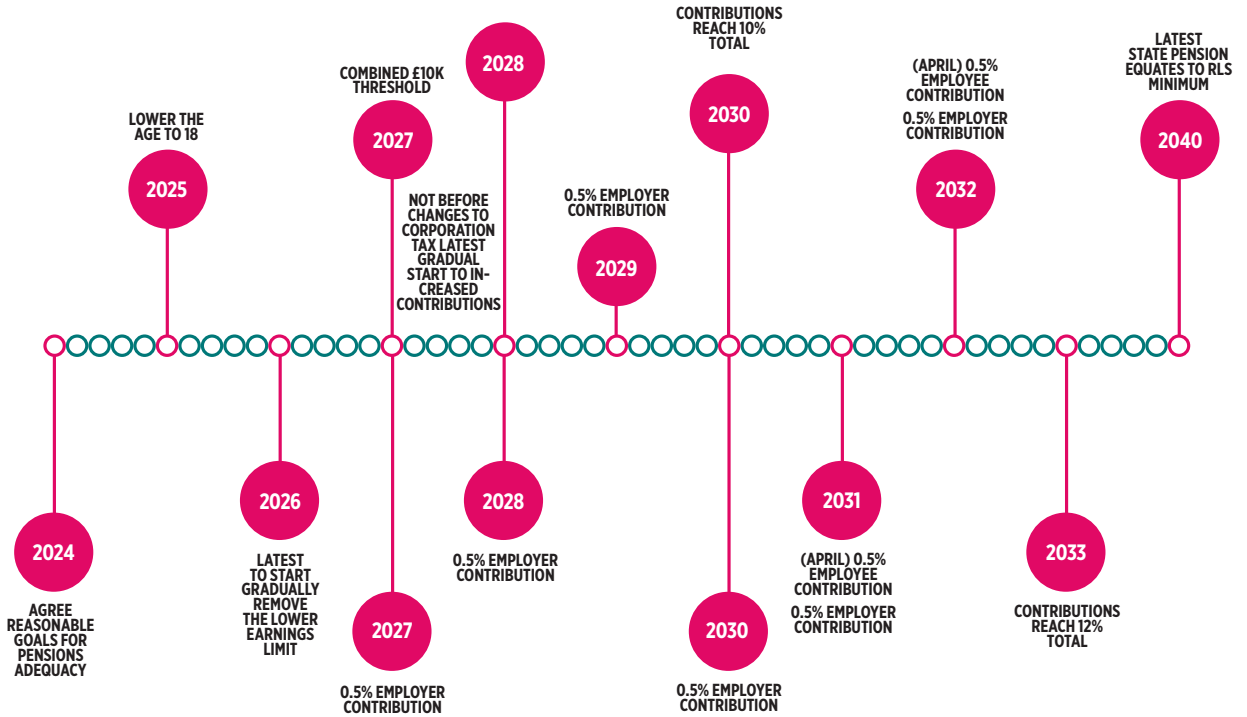 2024
AGREE
REASONABLE
GOALS FOR
PENSIONS
ADEQUACY
LOWER THE
AGE TO 18
2025
2026
LATEST
TO START
GRADUALLY
REMOVE
THE LOWER
EARNINGS
LIMIT
COMBINED £10K
THRESHOLD
2027
2027
0.5% EMPLOYER
CONTRIBUTION
2028
NOT BEFORE
CHANGES TO
CORPORATION
TAX LATEST
GRADUAL
START TO IN-
CREASED
CONTRIBUTIONS
2028
0.5% EMPLOYER
CONTRIBUTION
0.5% EMPLOYER
CONTRIBUTION
2029
CONTRIBUTIONS
REACH 10%
TOTAL
2030
2030
0.5% EMPLOYER
CONTRIBUTION
2031
(APRIL) 0.5%
EMPLOYEE
CONTRIBUTION
0.5% EMPLOYER
CONTRIBUTION
(APRIL) 0.5%
EMPLOYEE
CONTRIBUTION
0.5% EMPLOYER
CONTRIBUTION
2032
2033
CONTRIBUTIONS
REACH 12%
TOTAL
LATEST
STATE PENSION
EQUATES TO RLS
MINIMUM
2040